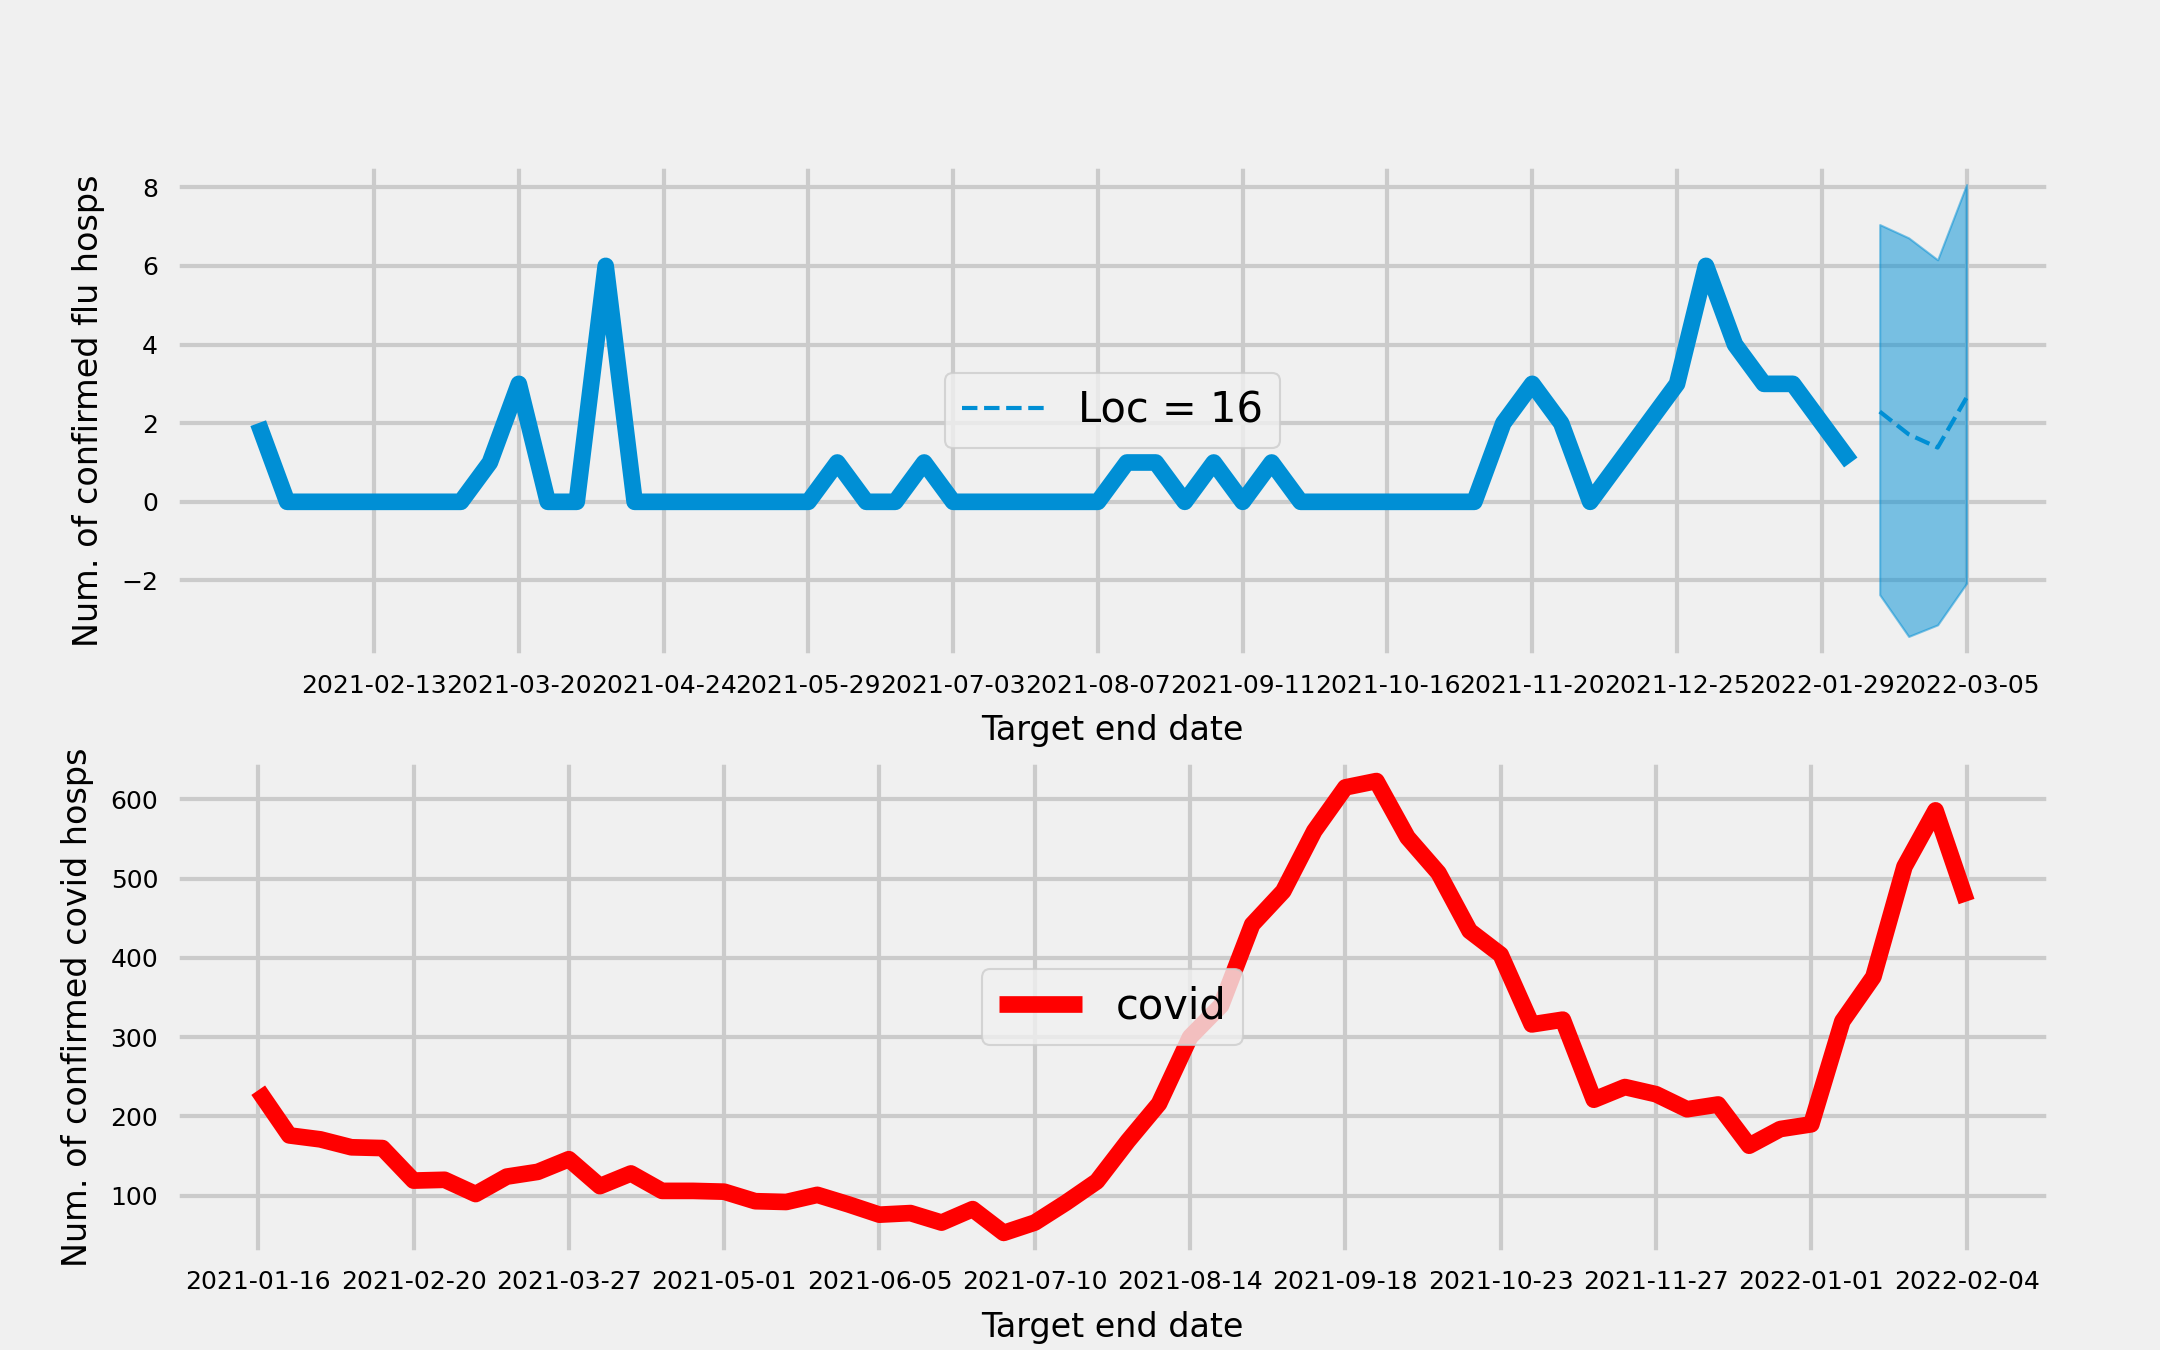 Num. of confirmed flu hosps
8
6
4
2
0
−2
Loc = 16
2021-02-13 2021-03-20 2021-04-24 2021-05-29 2021-07-03 2021-08-07 2021-09-11 2021-10-16 2021-11-20 2021-12-25 2022-01-29 2022-03-05
Target end date
Num. of confirmed covid hosps
600
500
400
300
200
100
covid
2021-01-16 2021-02-20 2021-03-27 2021-05-01 2021-06-05 2021-07-10 2021-08-14 2021-09-18 2021-10-23 2021-11-27 2022-01-01 2022-02-04
Target end date